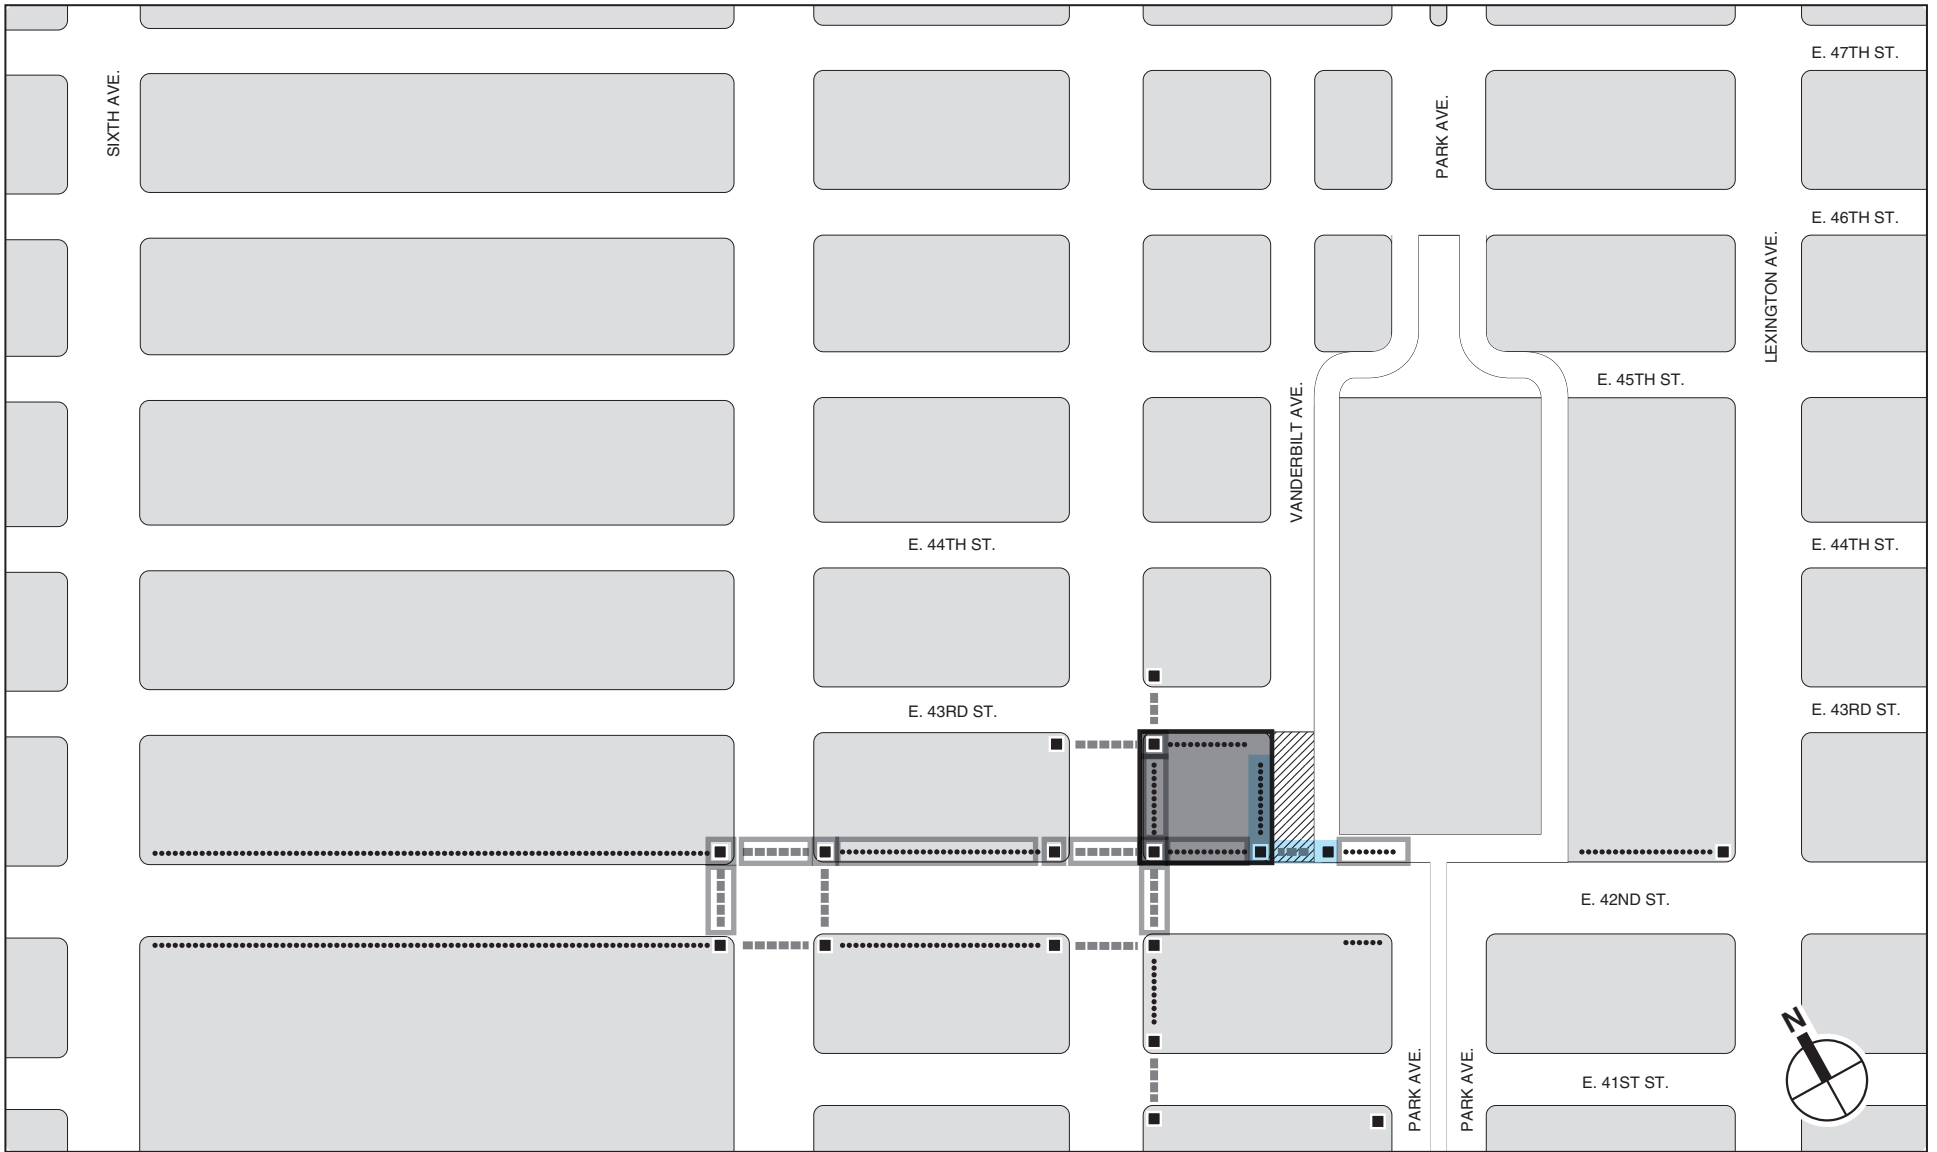 E. 47TH ST.
SIXTH AVE.
PARK AVE.
E. 46TH ST.
LEXINGTON AVE.
E. 45TH ST.
VANDERBILT AVE.
E. 44TH ST.
E. 44TH ST.
E. 43RD ST.
E. 43RD ST.
E. 42ND ST.
N
PARK AVE.
PARK AVE.
E. 41ST ST.